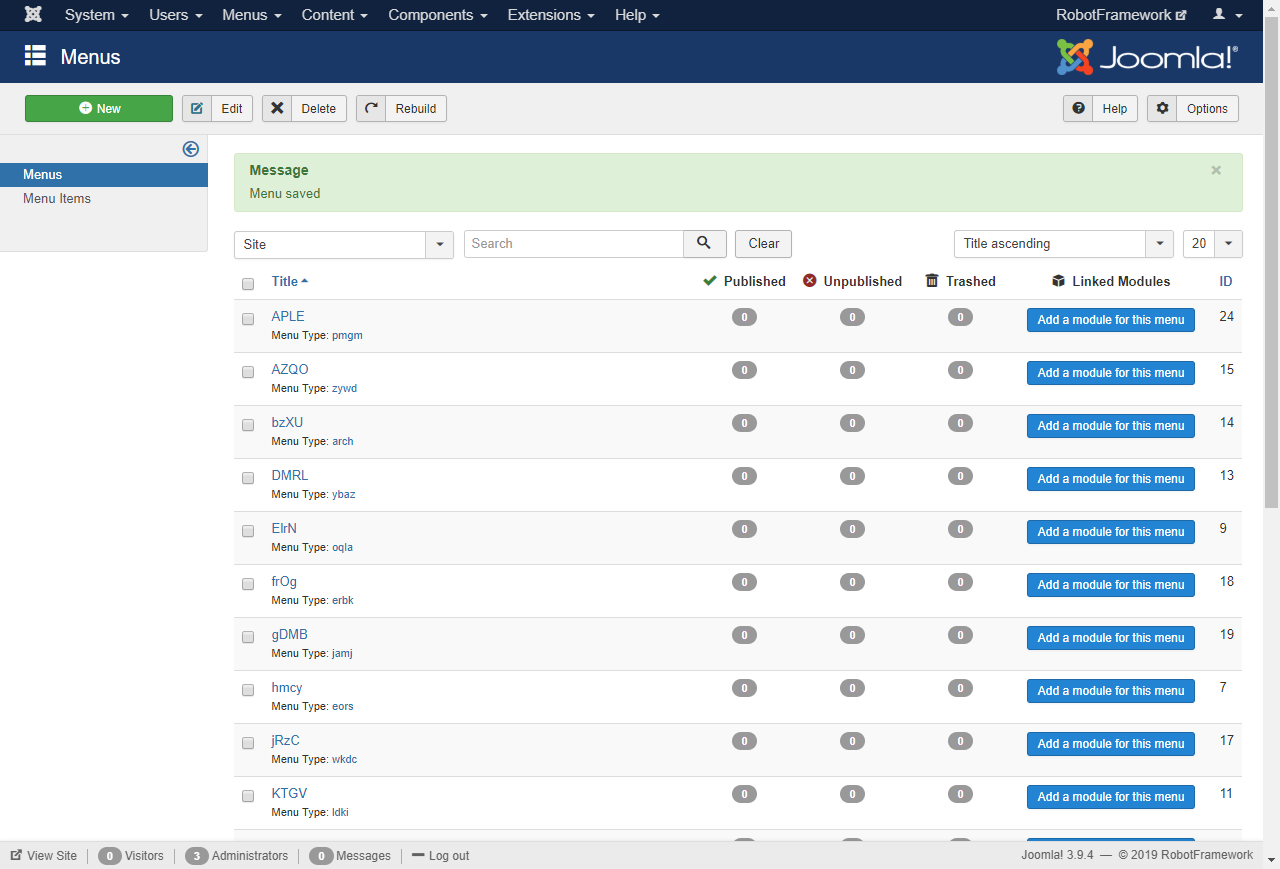 System Users Menus Content Components Extensions Help RobotFramework
Menus Joomla!®
New Edit Delete Rebuild Help Options
Menus
Menu Items
Message ×
Menu saved
Site Search Clear Title ascending 20
Title Published Unpublished Trashed Linked Modules ID
APLE 0 0 0 Add a module for this menu 24
Menu Type: pmgm
AZQO 0 0 0 Add a module for this menu 15
Menu Type: zywd
bzXU 0 0 0 Add a module for this menu 14
Menu Type: arch
DMRL 0 0 0 Add a module for this menu 13
Menu Type: ybaz
ElrN 0 0 0 Add a module for this menu 9
Menu Type: oqla
frOg 0 0 0 Add a module for this menu 18
Menu Type: erbk
gDMB 0 0 0 Add a module for this menu 19
Menu Type: jamj
hmcy 0 0 0 Add a module for this menu 7
Menu Type: eors
jRzC 0 0 0 Add a module for this menu 17
Menu Type: wkdc
KTGV 0 0 0 Add a module for this menu 11
Menu Type: ldki
View Site 0 Visitors 3 Administrators 0 Messages Log out Joomla! 3.9.4 — © 2019 RobotFramework